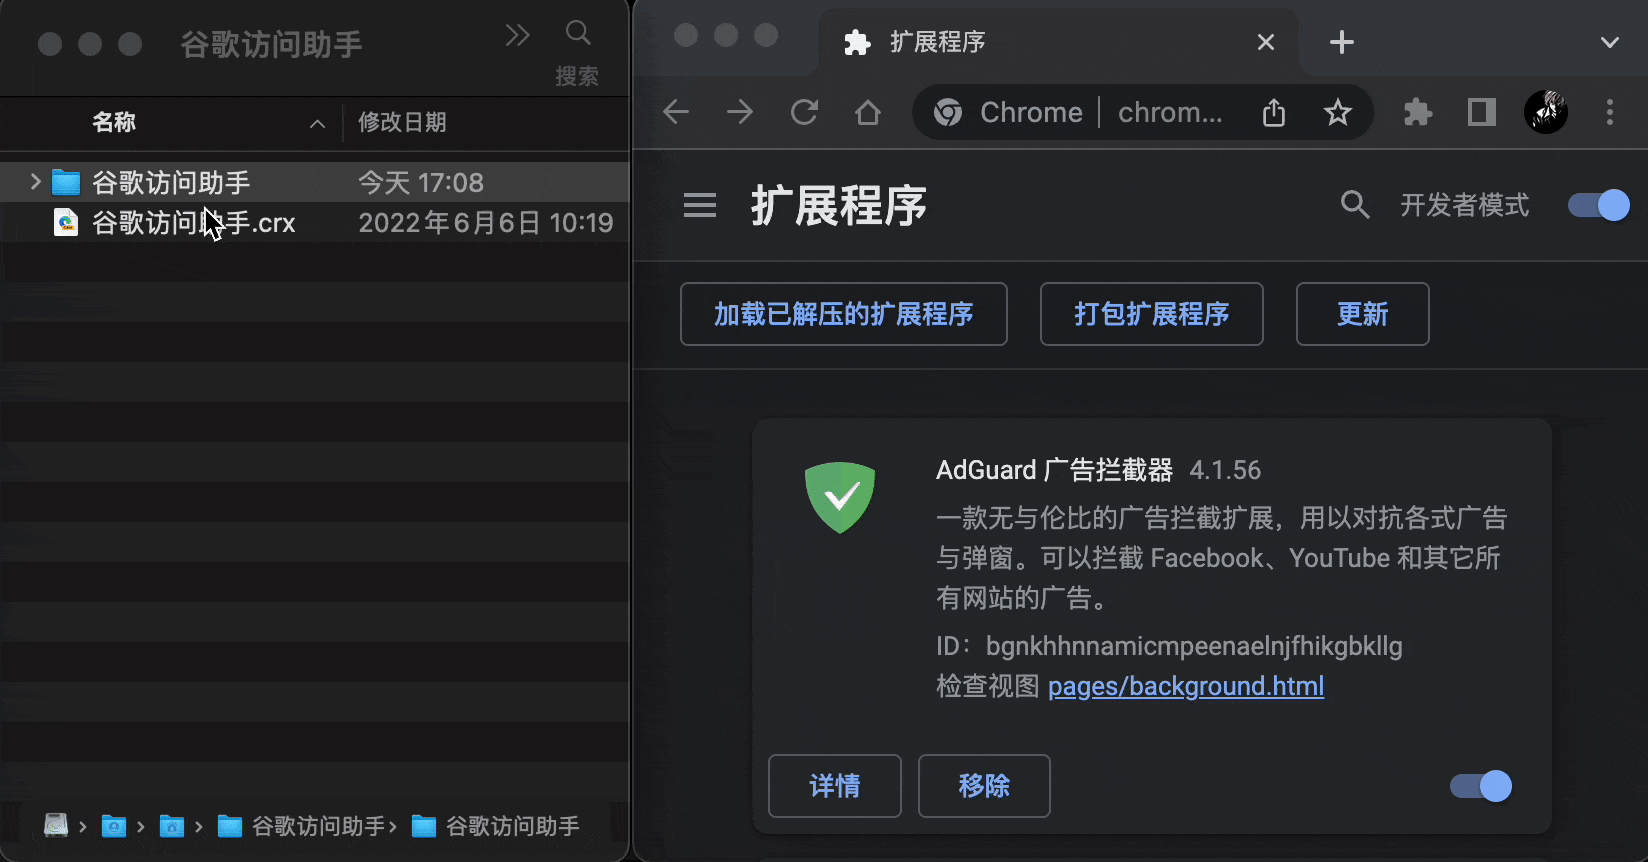 谷歌访问助手
搜索
名称
修改日期
谷歌访问助手
今天 17:08
谷歌访问助手.crx
2022年6月6日 10:19
谷歌访问助手
谷歌访问助手
扩展程序
Chrome
chrom...
扩展程序
开发者模式
加载已解压的扩展程序
打包扩展程序
更新
AdGuard 广告拦截器 4.1.56
一款无与伦比的广告拦截扩展，用以对抗各式广告
与弹窗。可以拦截 Facebook、YouTube 和其它所
有网站的广告。
ID：bgnkhhnnamicmpeenaelnjfhikgbkllg
检查视图 pages/background.html
详情
移除